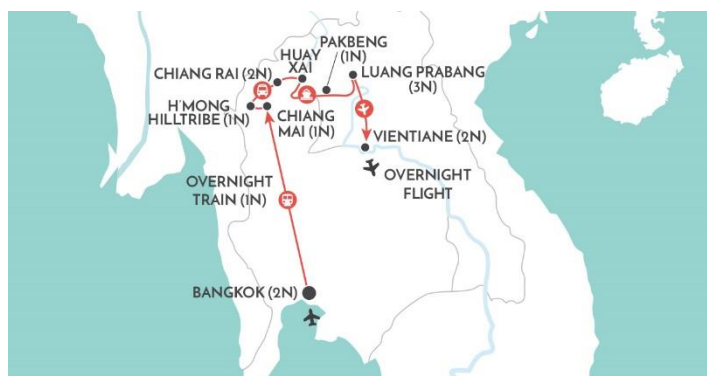 PAKBENG
(1N)
HUAY
XAI
CHIANG RAI (2N)
LUANG PRABANG
(3N)
H'MONG
HILLTRIBE (1N)
CHIANG
MAI (1N)
VIENTIANE (2N)
OVERNIGHT
FLIGHT
OVERNIGHT
TRAIN (1N)
BANGKOK (2N)